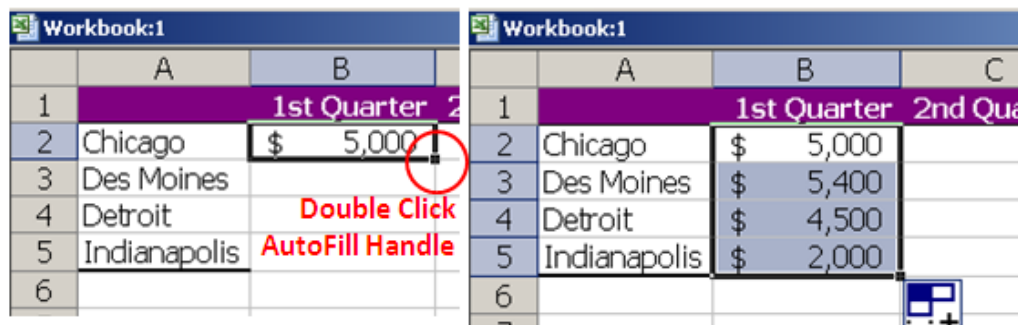 Workbook:1
A B
1 1st Quarter 2
2 Chicago $ 5,000
3 Des Moines
4 Detroit Double Click
5 Indianapolis AutoFill Handle
6
Workbook:1
A B C
1 1st Quarter 2nd Qua
2 Chicago $ 5,000
3 Des Moines $ 5,400
4 Detroit $ 4,500
5 Indianapolis $ 2,000
6